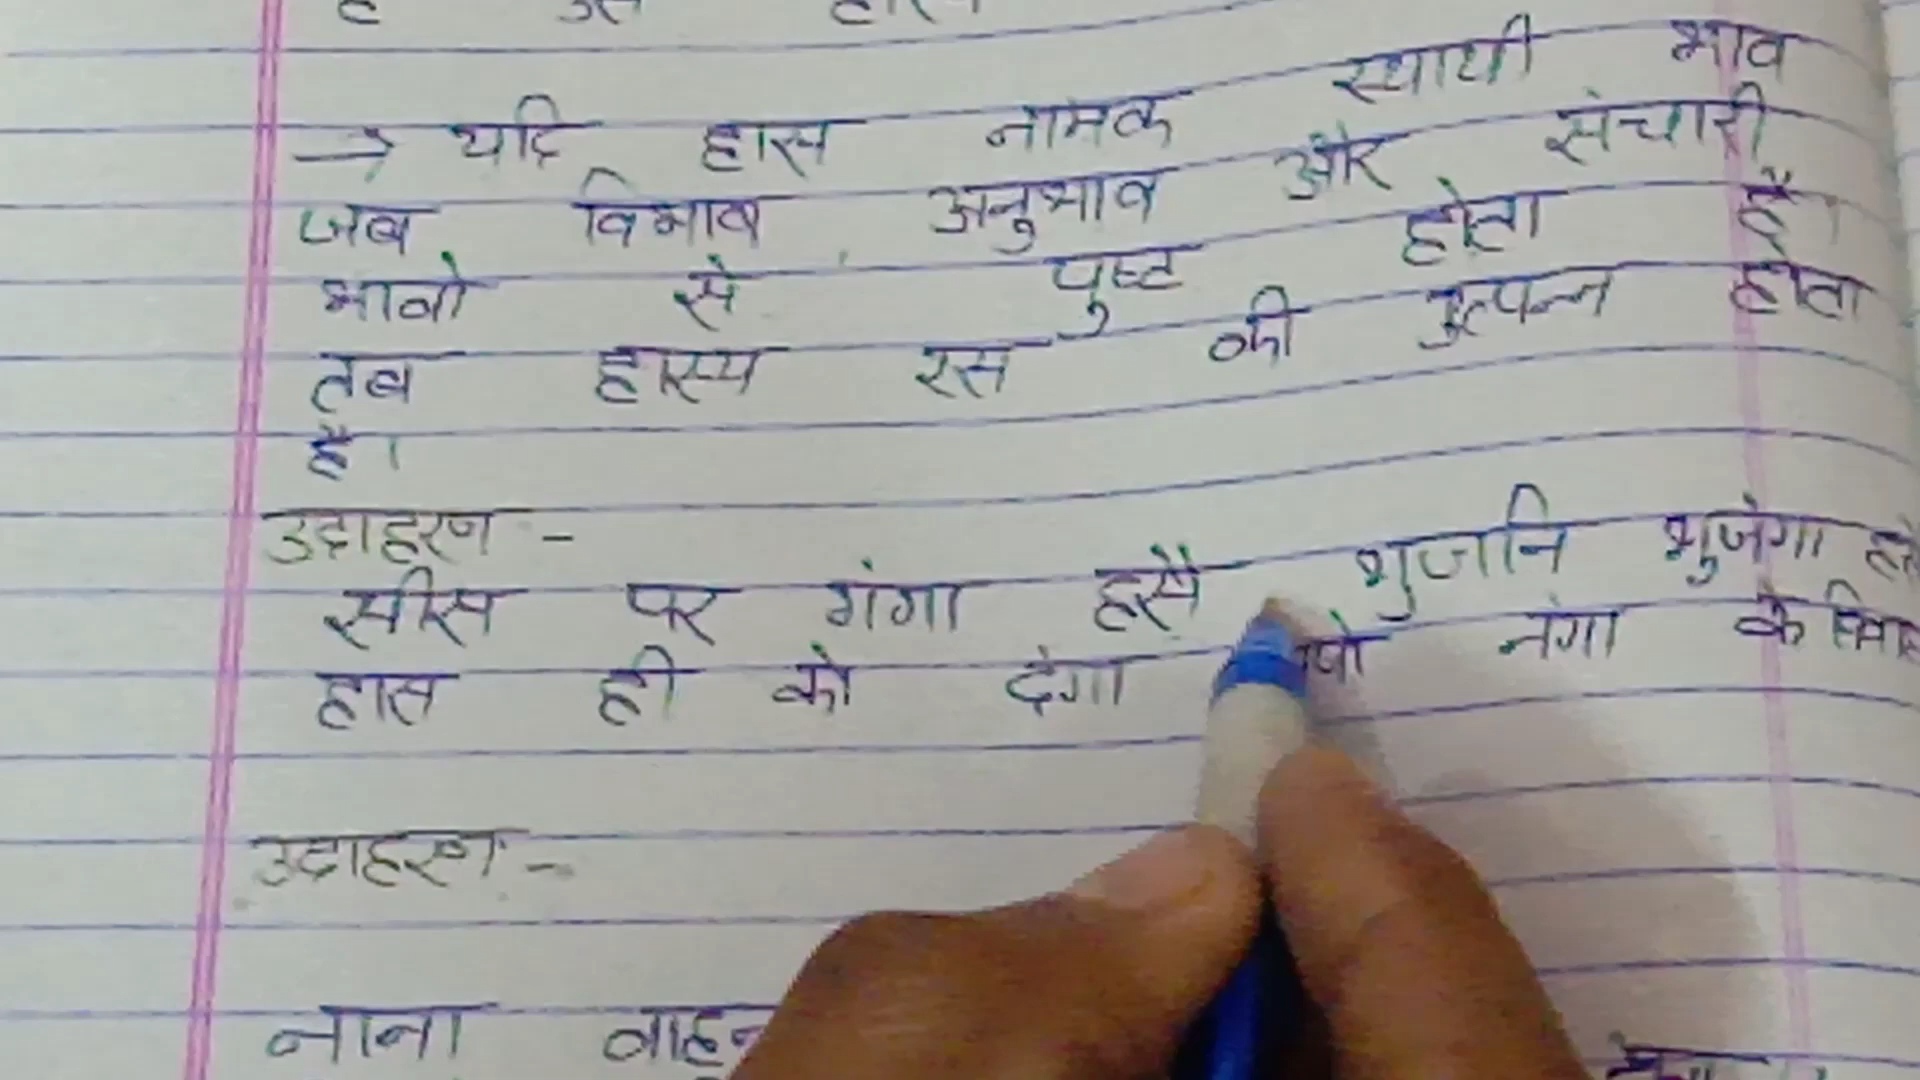 → यदि हास नामक स्थायी भाव
जब विभाव अनुभाव और संचारी
भावो से पुष्ट होता है।
तब हास्य रस की उत्पन्न होता
है।
उदाहरण -
सीस पर गंगा हसै भुजनि भुजंगा
हास ही को दंगा नंगा के
उदाहरण -
नाना